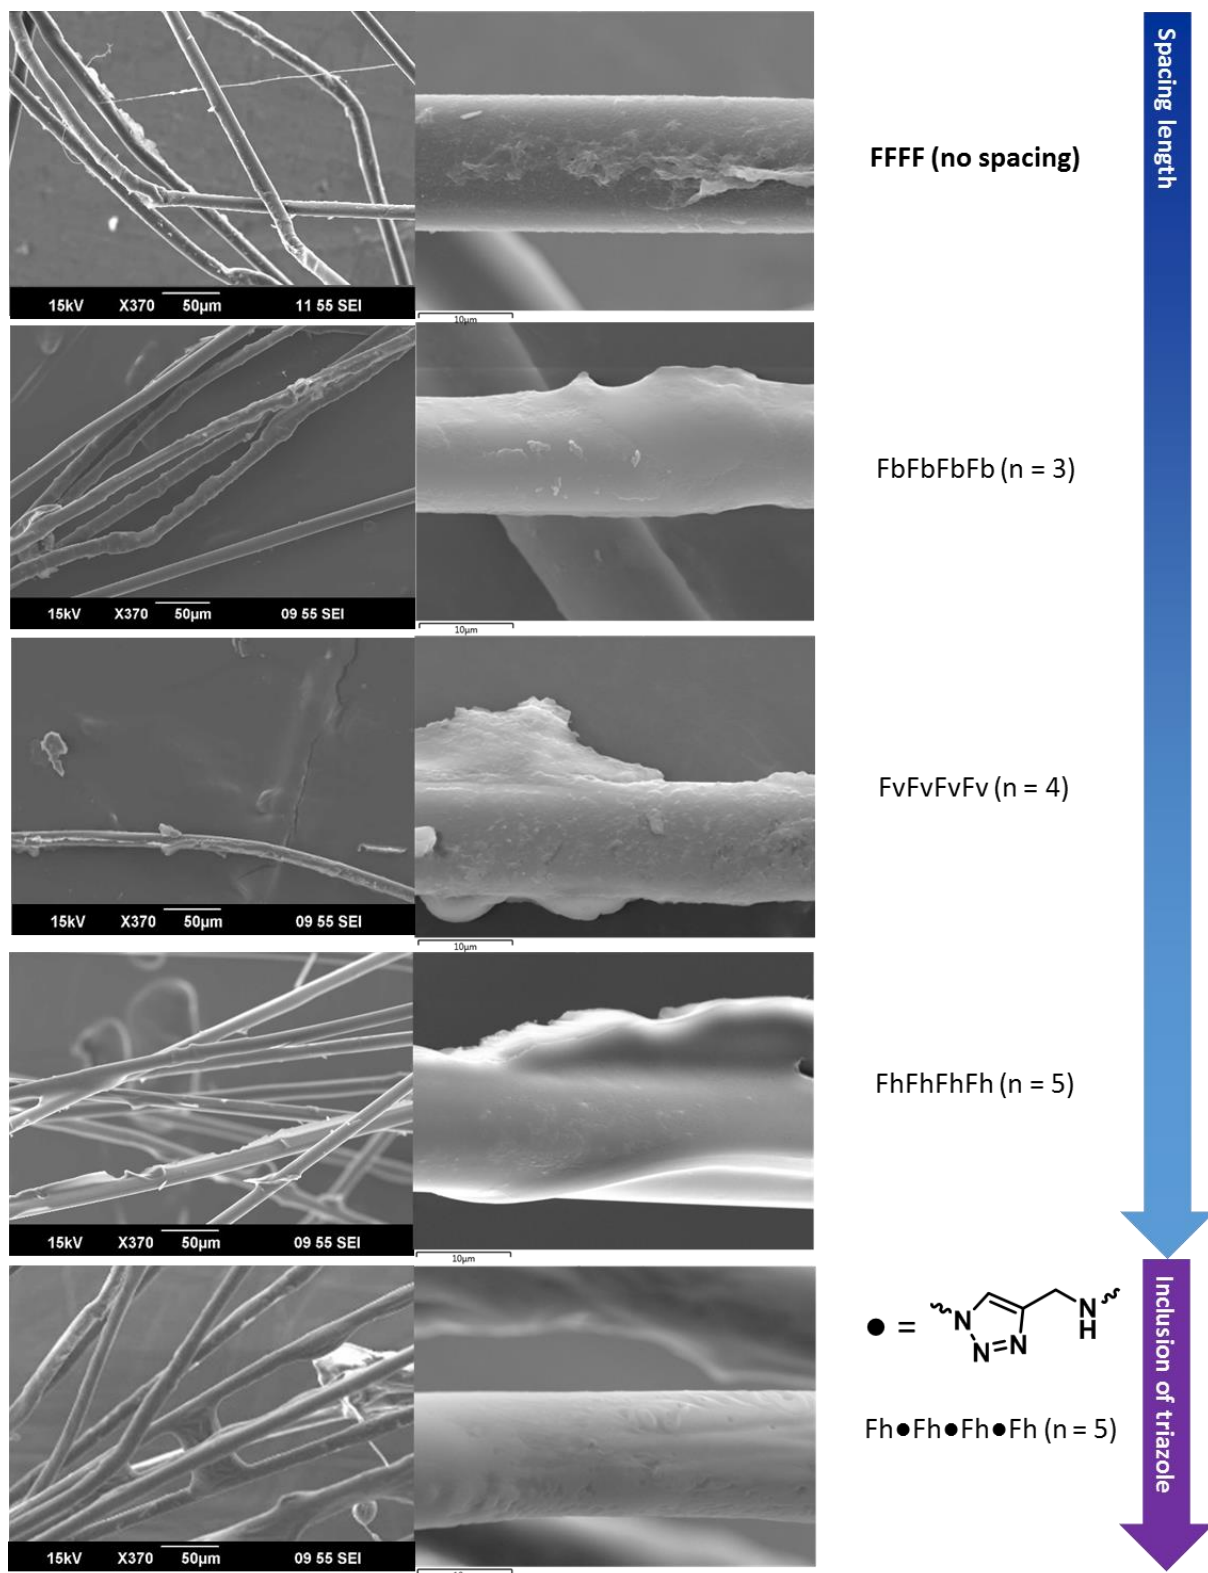 Spacing length
FFFF (no spacing)
15kV X370 50μm 11 55 SEI
10μm
FbFbFbFb (n = 3)
15kV X370 50μm 09 55 SEI
10μm
FvFvFvFv (n = 4)
15kV X370 50μm 09 55 SEI
10μm
FhFhFhFh (n = 5)
15kV X370 50μm 09 55 SEI
10μm
Inclusion of triazole
● = N N=N N H
Fh●Fh●Fh●Fh (n = 5)
15kV X370 50μm 09 55 SEI